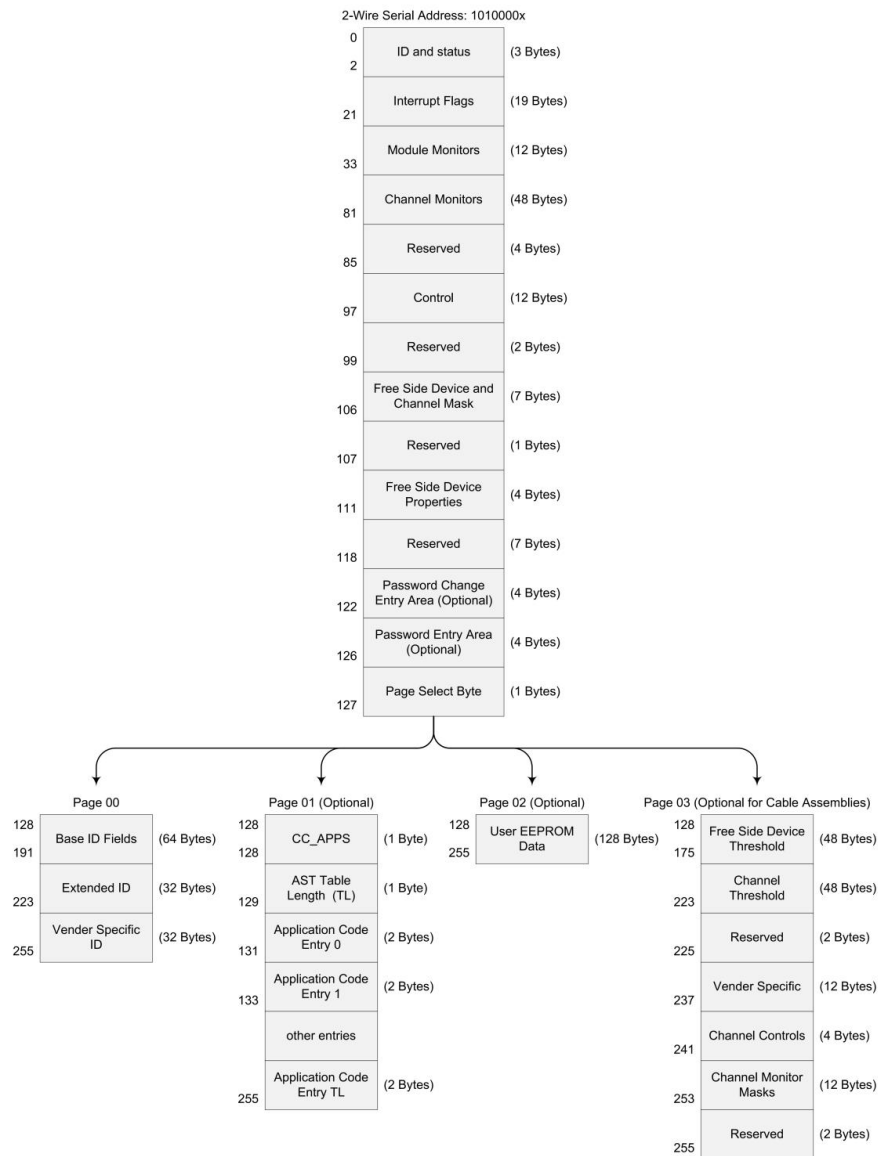 2-Wire Serial Address: 1010000x
0
ID and status
(3 Bytes)
2
Interrupt Flags
(19 Bytes)
21
Module Monitors
(12 Bytes)
33
Channel Monitors
(48 Bytes)
81
Reserved
(4 Bytes)
85
Control
(12 Bytes)
97
Reserved
(2 Bytes)
99
Free Side Device and
Channel Mask
(7 Bytes)
106
Reserved
(1 Bytes)
107
Free Side Device
Properties
(4 Bytes)
111
Reserved
(7 Bytes)
118
Password Change
Entry Area (Optional)
(4 Bytes)
122
Password Entry Area
(Optional)
(4 Bytes)
126
Page Select Byte
(1 Bytes)
127
Page 00
128
Base ID Fields
(64 Bytes)
191
Extended ID
(32 Bytes)
223
Vender Specific
ID
(32 Bytes)
255
Page 01 (Optional)
128
CC_APPS
(1 Byte)
128
AST Table
Length (TL)
(1 Byte)
129
Application Code
Entry 0
(2 Bytes)
131
Application Code
Entry 1
(2 Bytes)
133
other entries
Application Code
Entry TL
(2 Bytes)
255
Page 02 (Optional)
128
User EEPROM
Data
(128 Bytes)
255
Page 03 (Optional for Cable Assemblies)
128
Free Side Device
Threshold
(48 Bytes)
175
Channel
Threshold
(48 Bytes)
223
Reserved
(2 Bytes)
225
Vender Specific
(12 Bytes)
237
Channel Controls
(4 Bytes)
241
Channel Monitor
Masks
(12 Bytes)
253
Reserved
(2 Bytes)
255